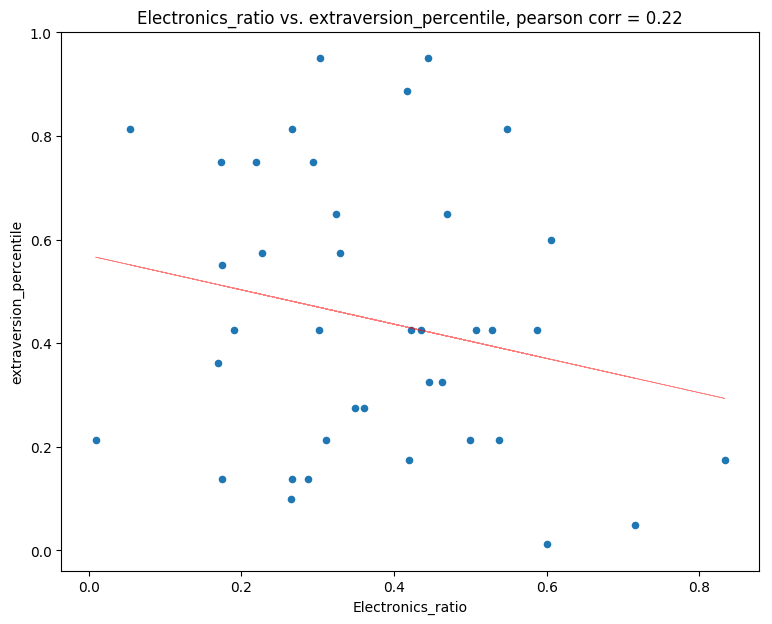 Electronics_ratio vs. extraversion_percentile, pearson corr = 0.22
1.0
0.8
0.6
0.4
0.2
0.0
extraversion_percentile
0.0 0.2 0.4 0.6 0.8
Electronics_ratio